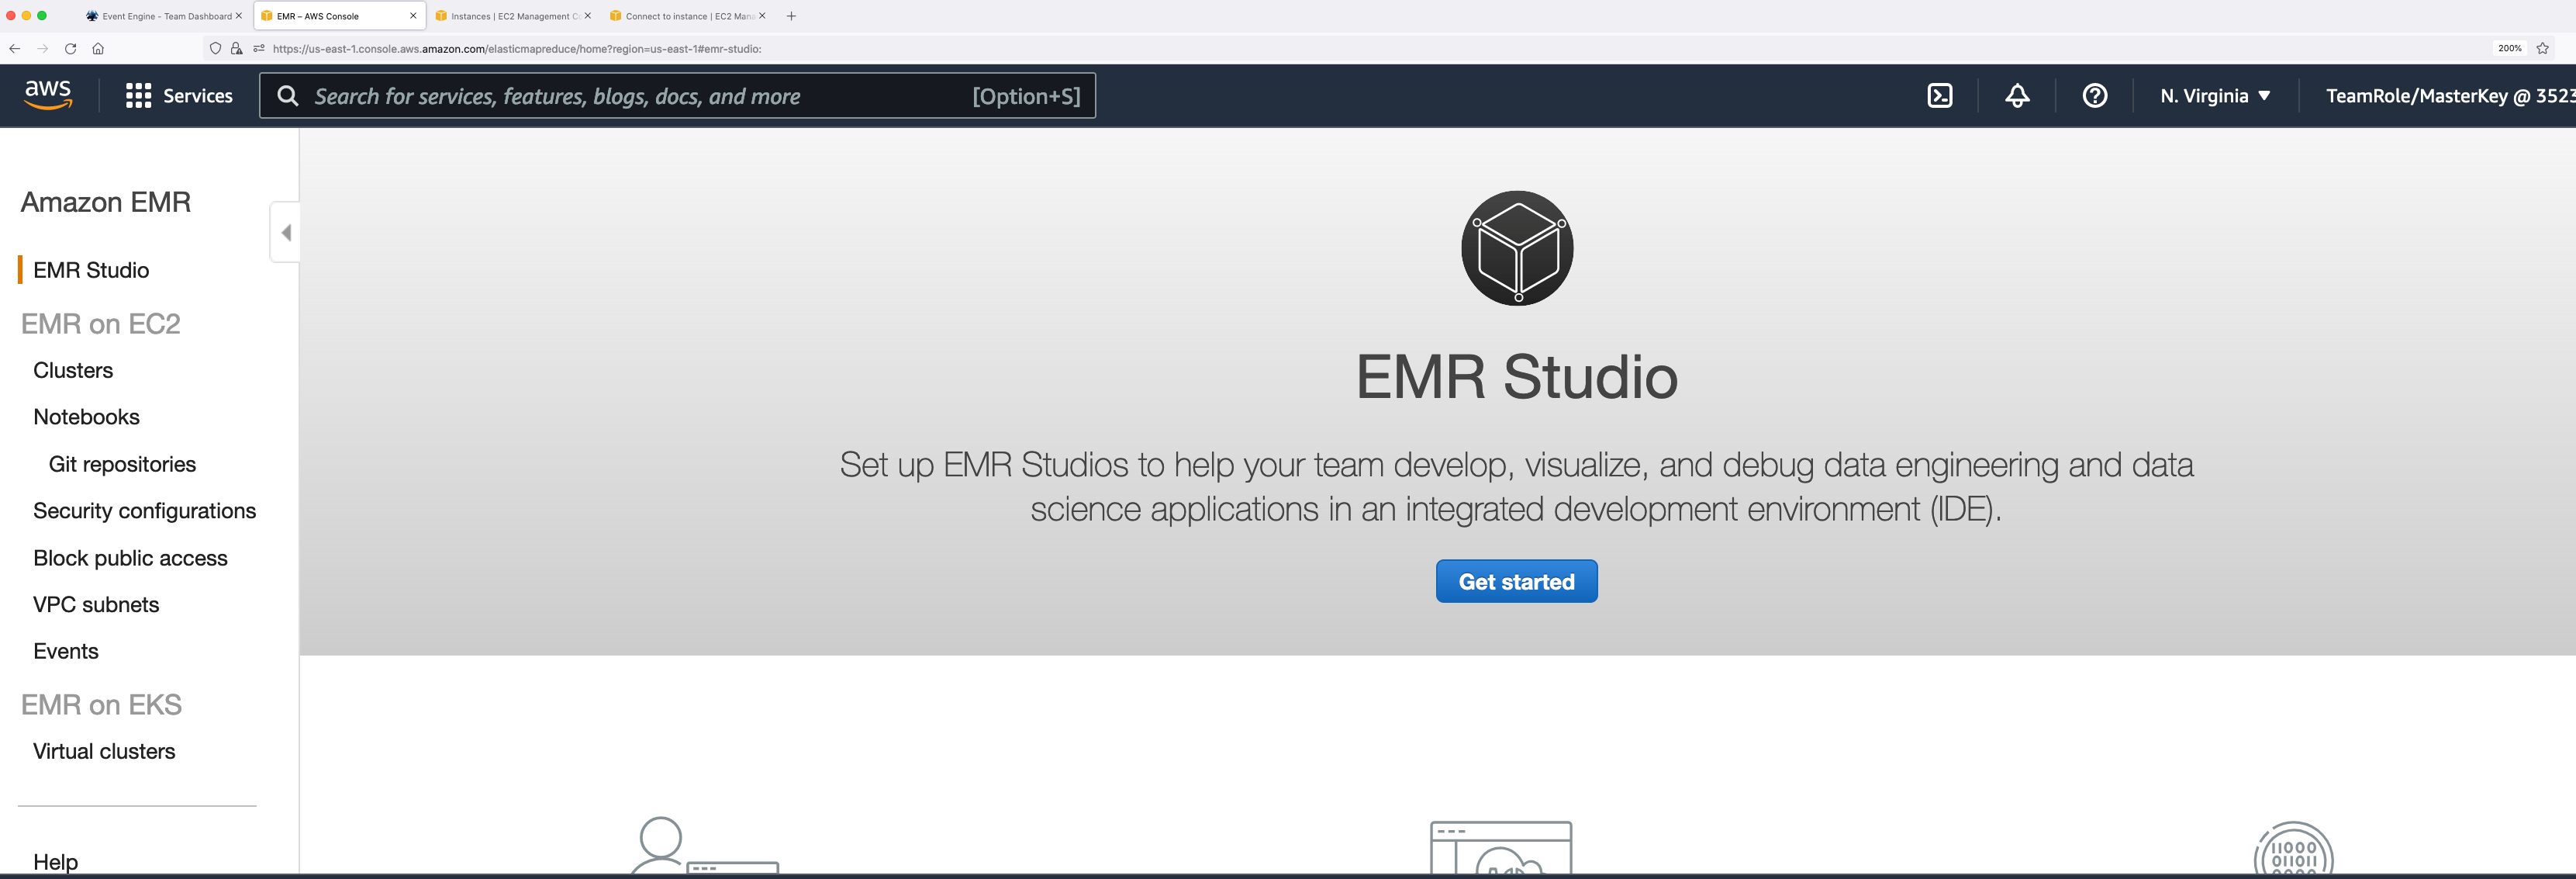 Event Engine - Team Dashboard
EMR – AWS Console
Instances | EC2 Management Co
Connect to instance | EC2 Mana
https://us-east-1.console.aws.amazon.com/elasticmapreduce/home?region=us-east-1#emr-studio:
200%
aws
Services
Search for services, features, blogs, docs, and more
[Option+S]
N. Virginia
TeamRole/MasterKey @ 3523
Amazon EMR
EMR Studio
EMR on EC2
Clusters
Notebooks
Git repositories
Security configurations
Block public access
VPC subnets
Events
EMR on EKS
Virtual clusters
Help
EMR Studio
Set up EMR Studios to help your team develop, visualize, and debug data engineering and data
science applications in an integrated development environment (IDE).
Get started
11000
011011